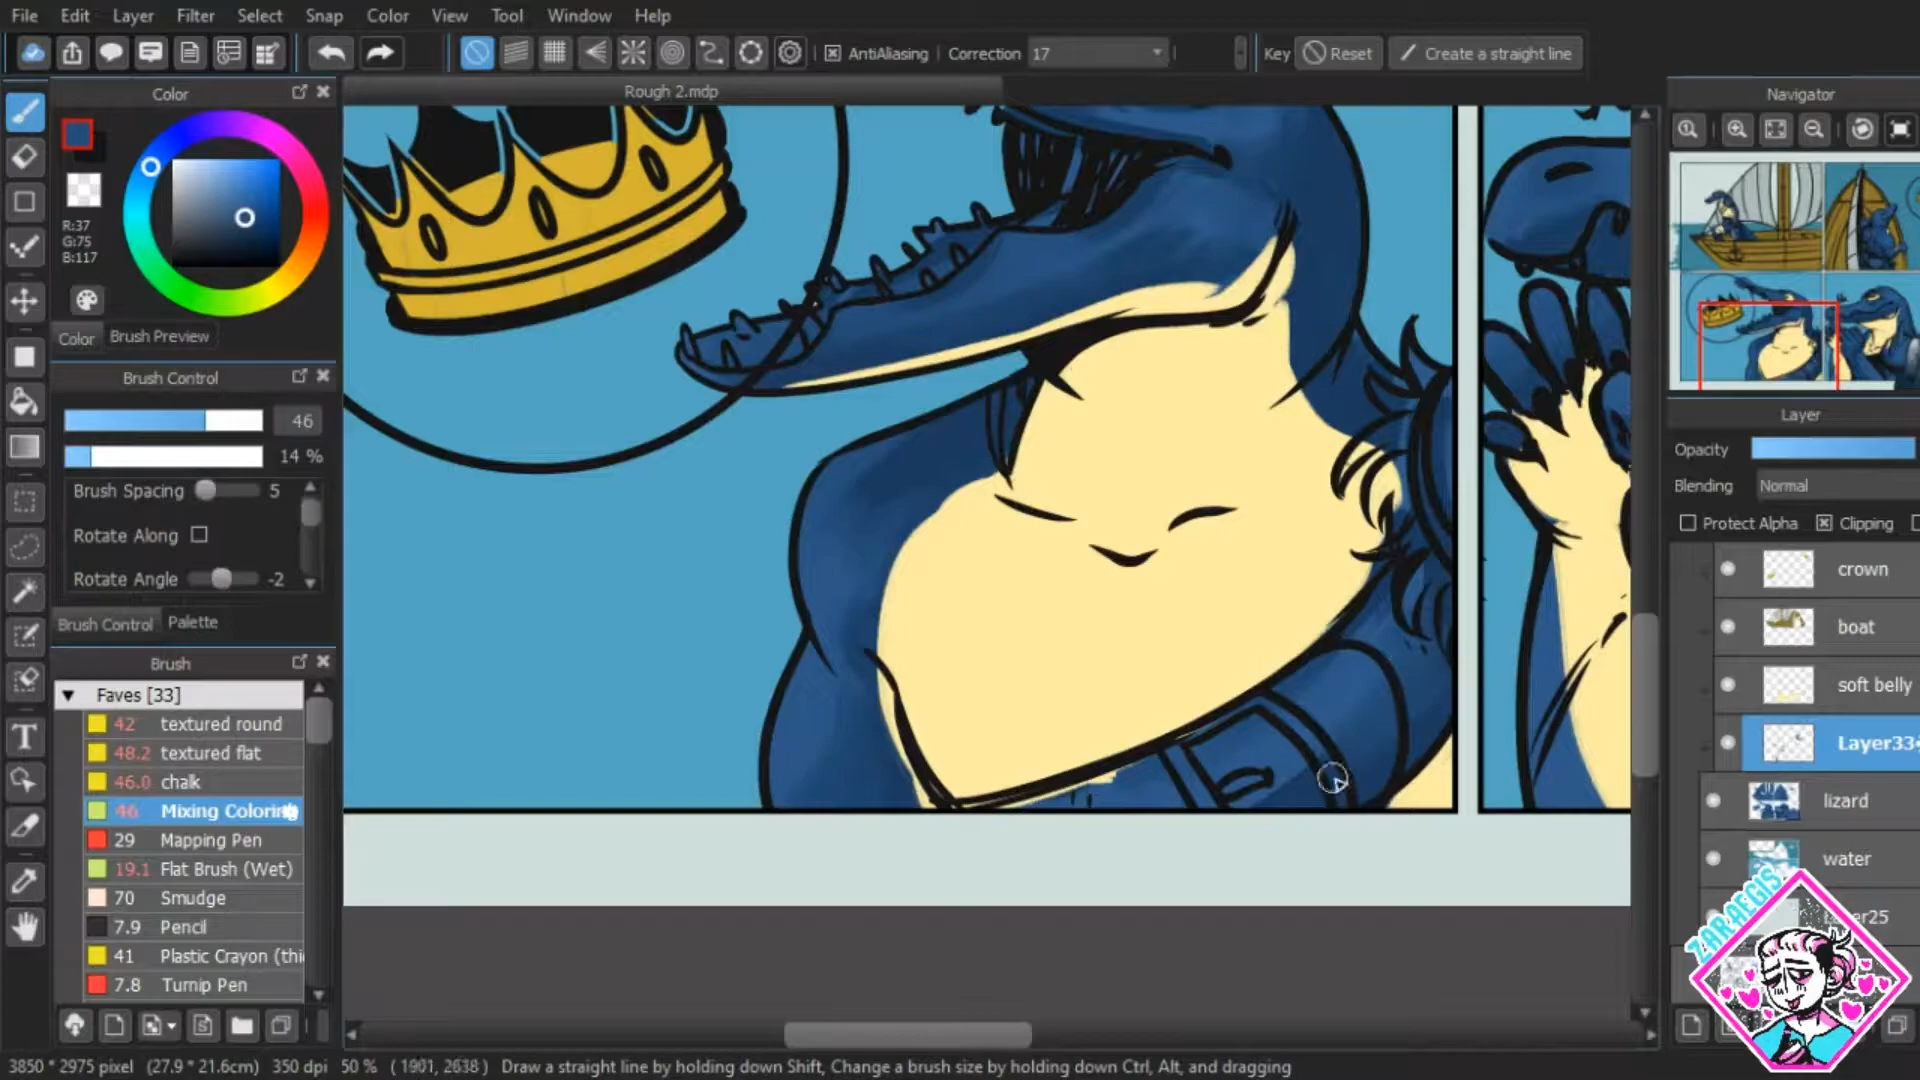 File Edit Layer Filter Select Snap Color View Tool Window Help
AntiAliasing Correction 17 Key Reset Create a straight line
Color
Rough 2.mdp
Navigator
R:37
G:75
B:117
Color Brush Preview
Brush Control
46
14 %
Brush Spacing 5
Rotate Along
Rotate Angle -2
Brush Control Palette
Brush
Faves [33]
42 textured round
48.2 textured flat
46.0 chalk
46 Mixing Coloring
29 Mapping Pen
19.1 Flat Brush (Wet)
70 Smudge
7.9 Pencil
41 Plastic Crayon (thi
7.8 Turnip Pen
Layer
Opacity
Blending Normal
Protect Alpha Clipping
crown
boat
soft belly
Layer33
lizard
water
ZARAEGIS
3850 * 2975 pixel (27.9 * 21.6cm) 350 dpi 50 % ( 1901, 2638 ) Draw a straight line by holding down Shift, Change a brush size by holding down Ctrl, Alt, and dragging